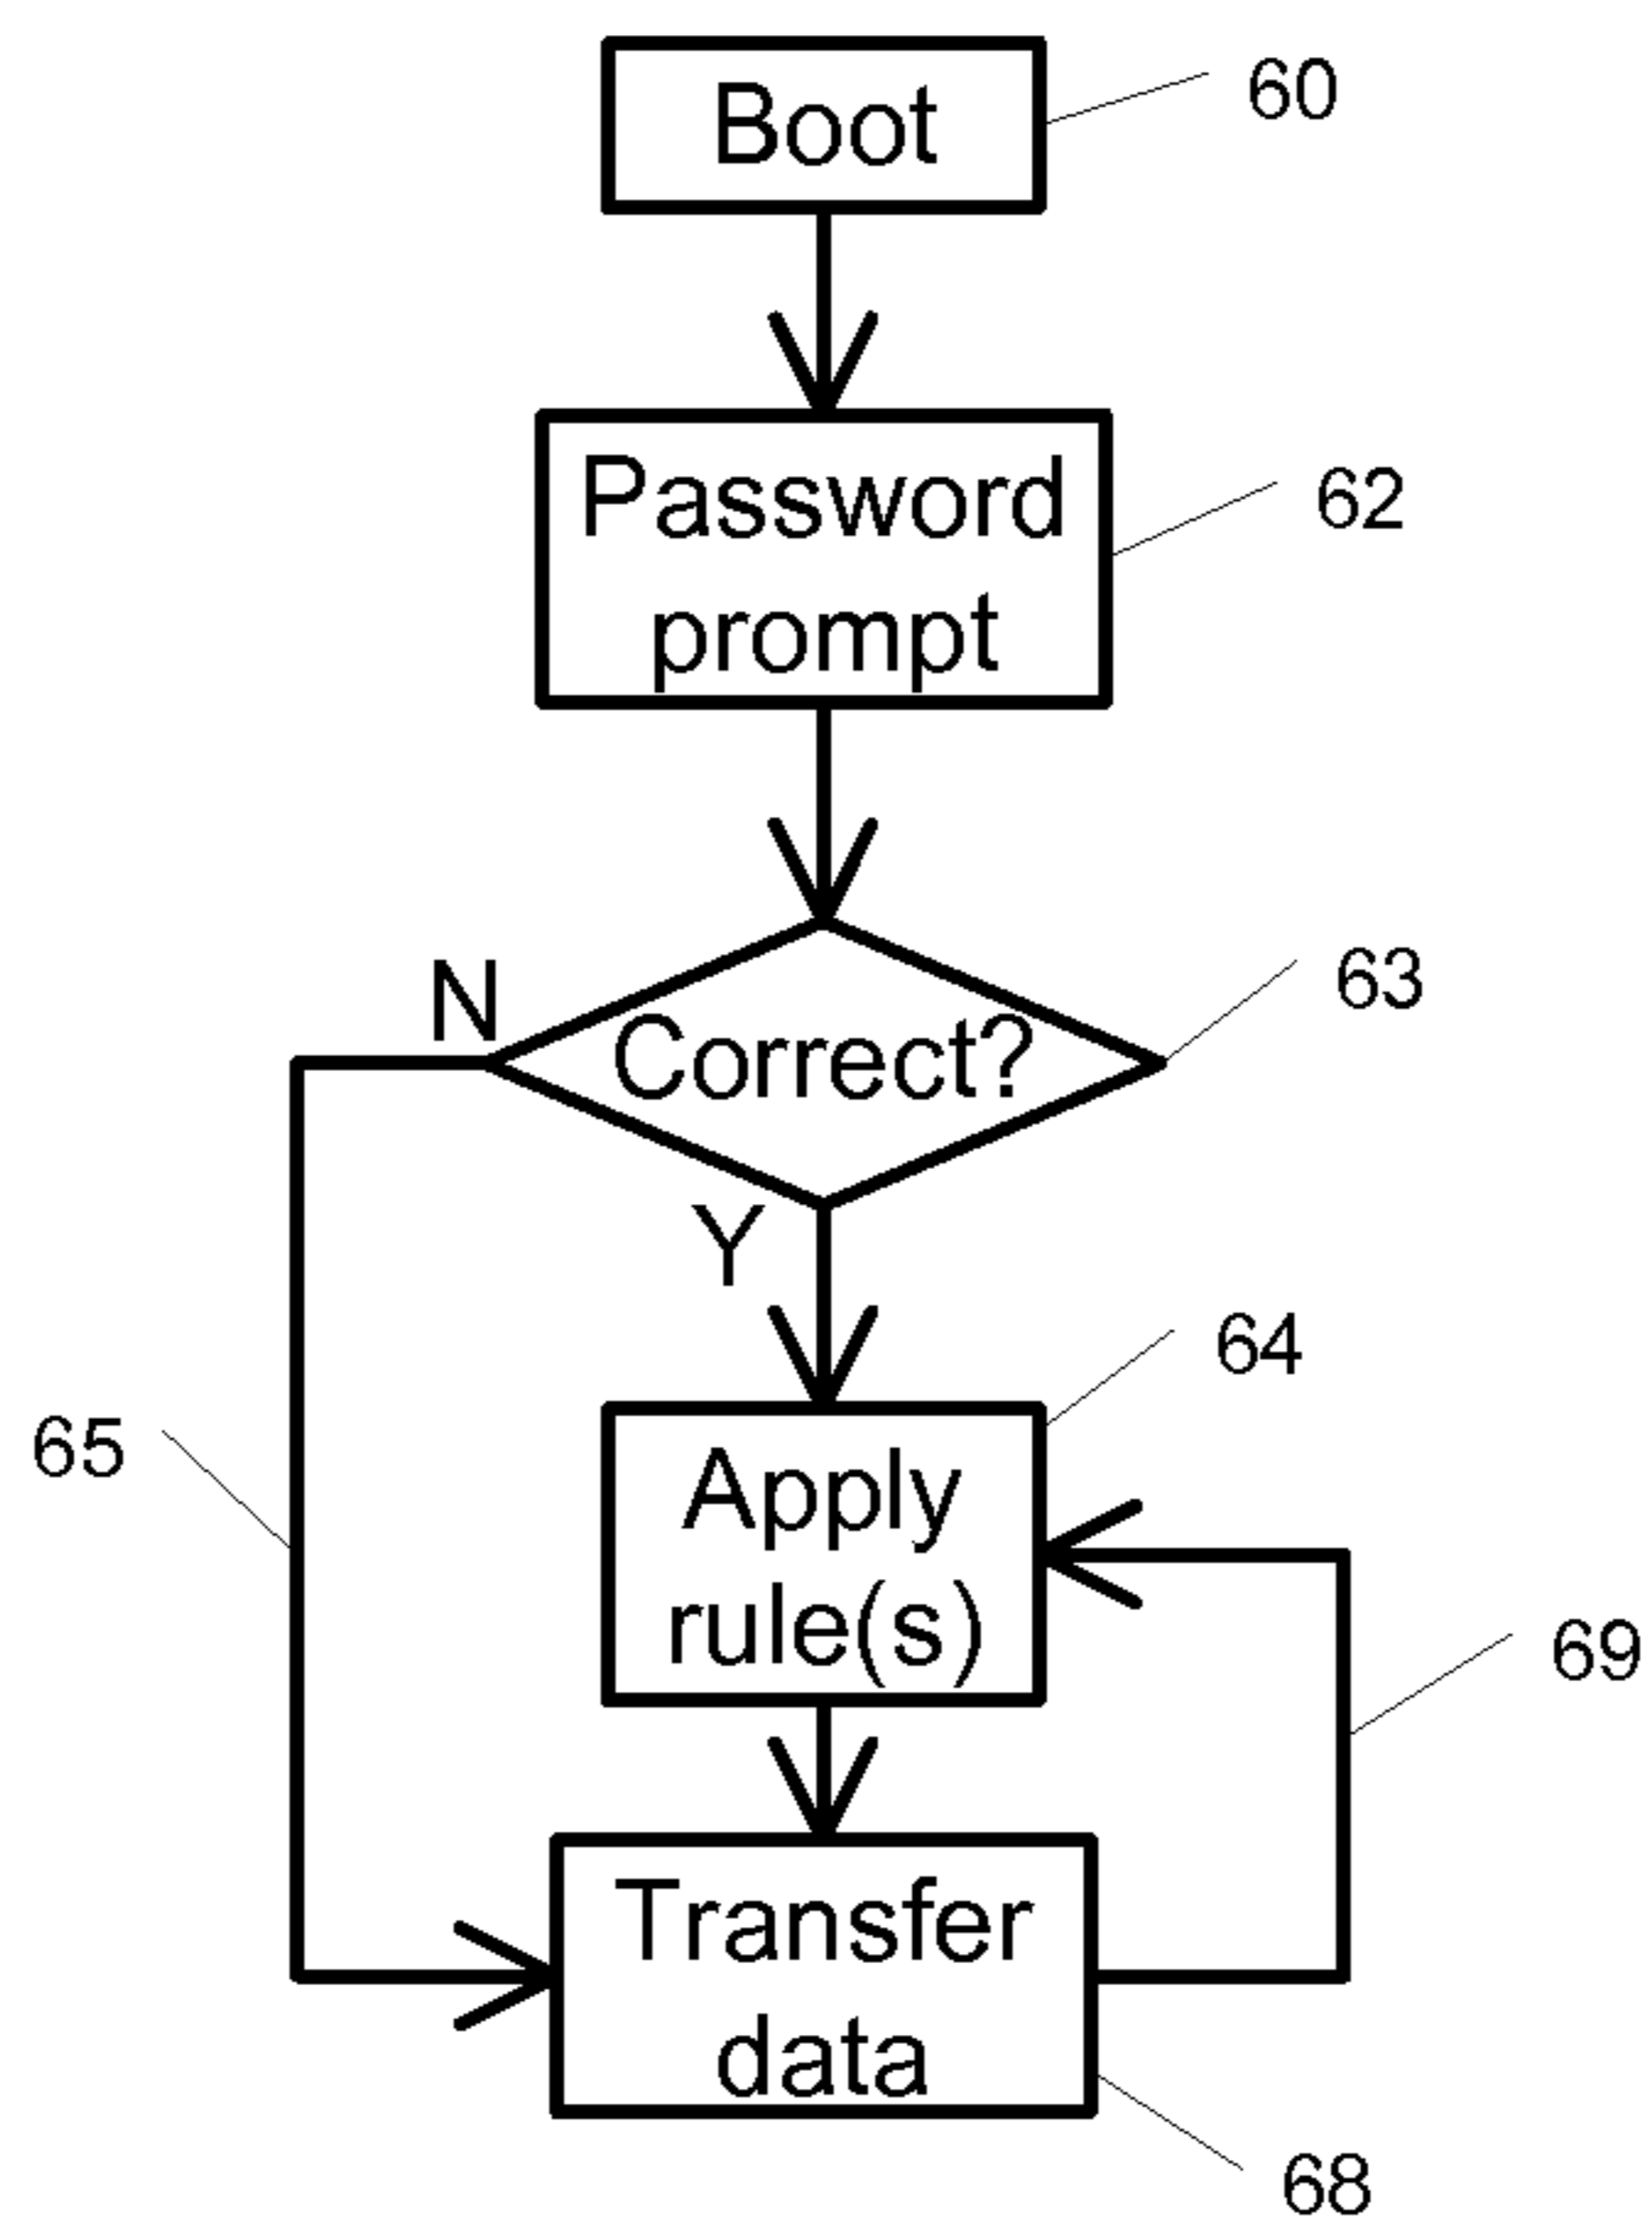 Boot
60
Password
prompt
62
N
Correct?
63
Y
64
Apply
rule(s)
65
69
Transfer
data
68